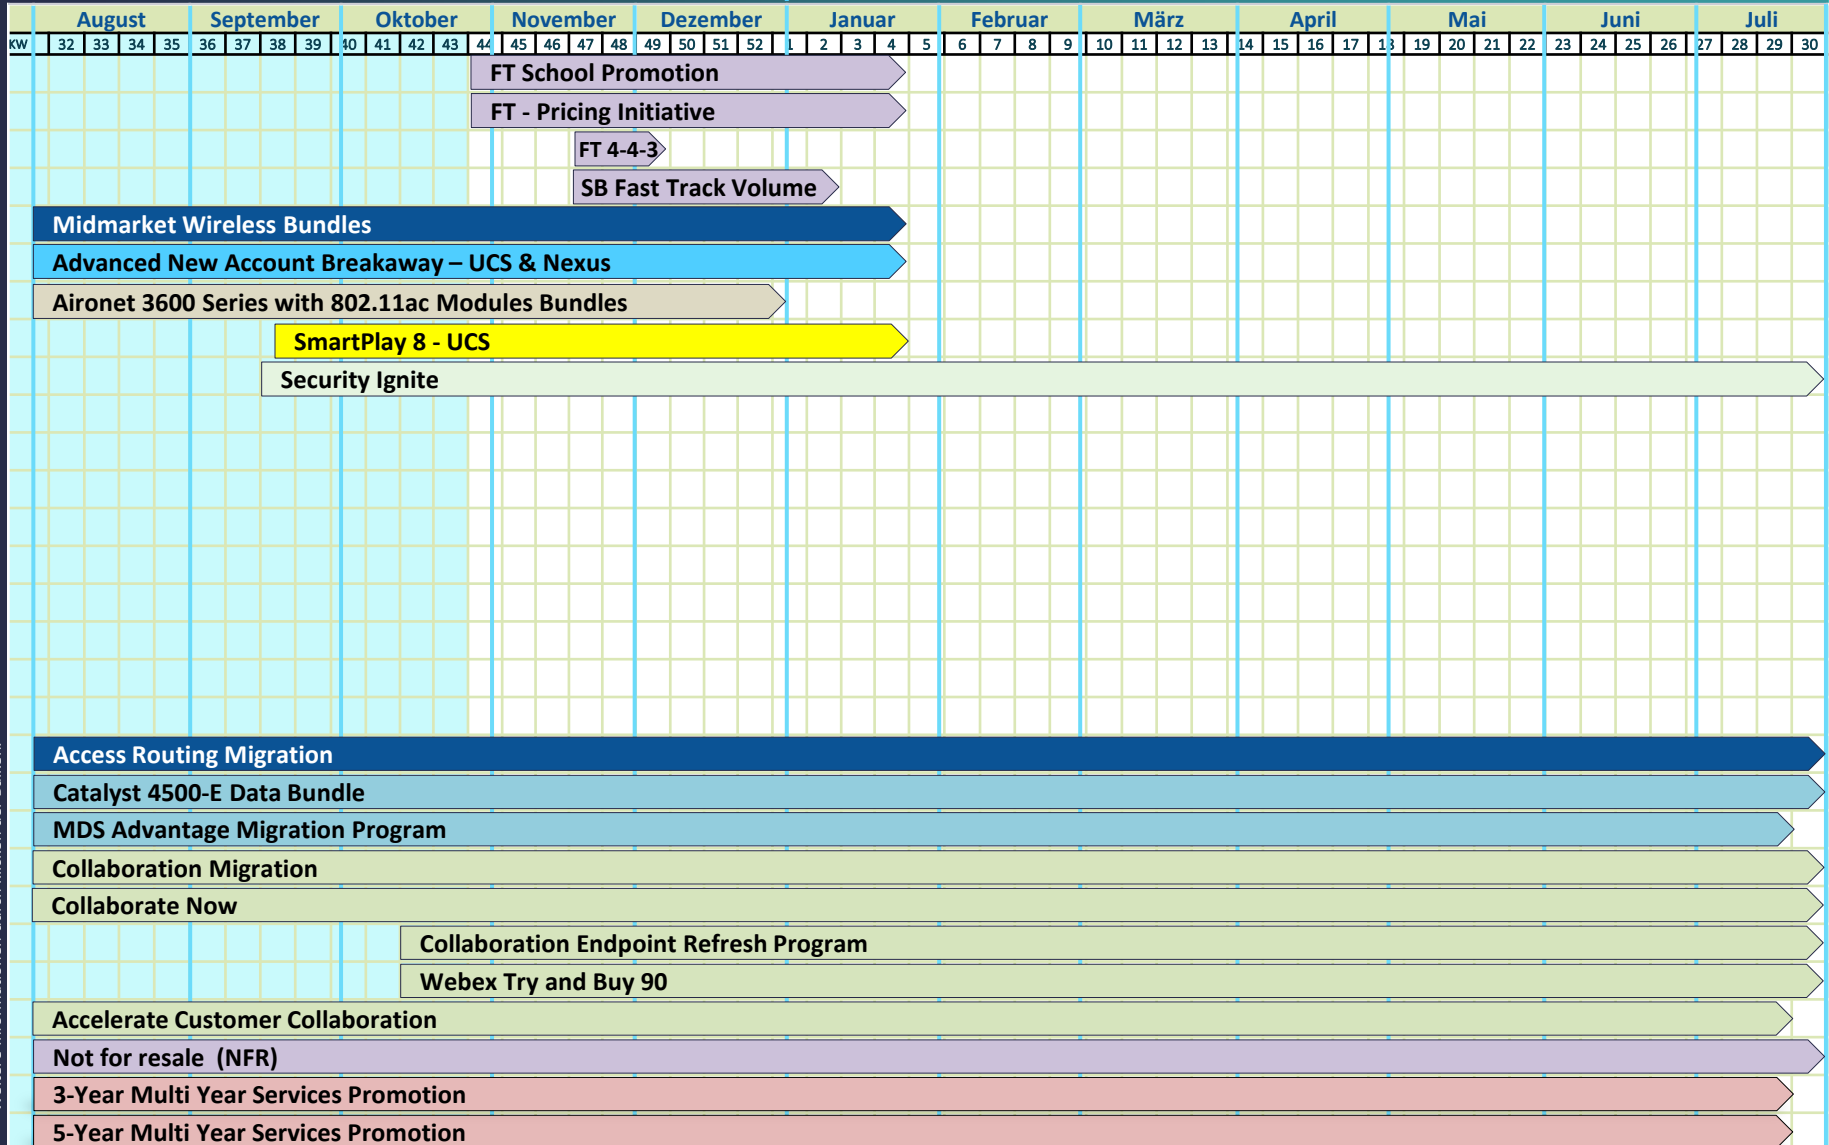 August September Oktober November Dezember Januar Februar März April Mai Juni Juli
KW 32 33 34 35 36 37 38 39 40 41 42 43 44 45 46 47 48 49 50 51 52 1 2 3 4 5 6 7 8 9 10 11 12 13 14 15 16 17 18 19 20 21 22 23 24 25 26 27 28 29 30
FT School Promotion
FT - Pricing Initiative
FT 4-4-3
SB Fast Track Volume
Midmarket Wireless Bundles
Advanced New Account Breakaway – UCS & Nexus
Aironet 3600 Series with 802.11ac Modules Bundles
SmartPlay 8 - UCS
Security Ignite
Access Routing Migration
Catalyst 4500-E Data Bundle
MDS Advantage Migration Program
Collaboration Migration
Collaborate Now
Collaboration Endpoint Refresh Program
Webex Try and Buy 90
Accelerate Customer Collaboration
Not for resale (NFR)
3-Year Multi Year Services Promotion
5-Year Multi Year Services Promotion